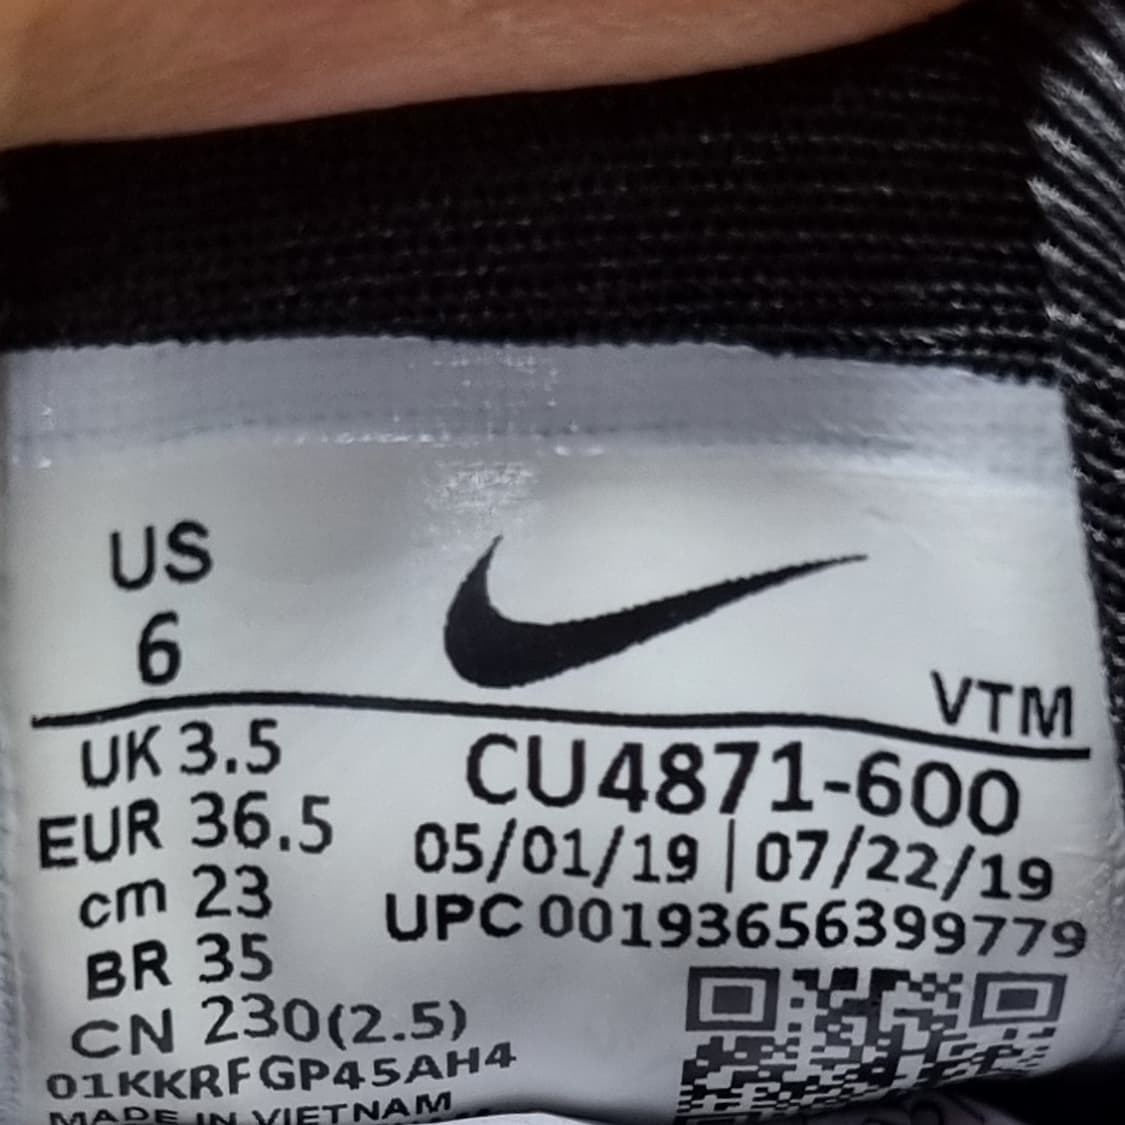 US
6
VTM
UK 3.5
EUR 36.5
cm 23
BR 35
CN 230(2.5)
CU4871-600
05/01/19 | 07/22/19
UPC 00193656399779
01KKRFGP45AH4
MADE IN VIETNAM